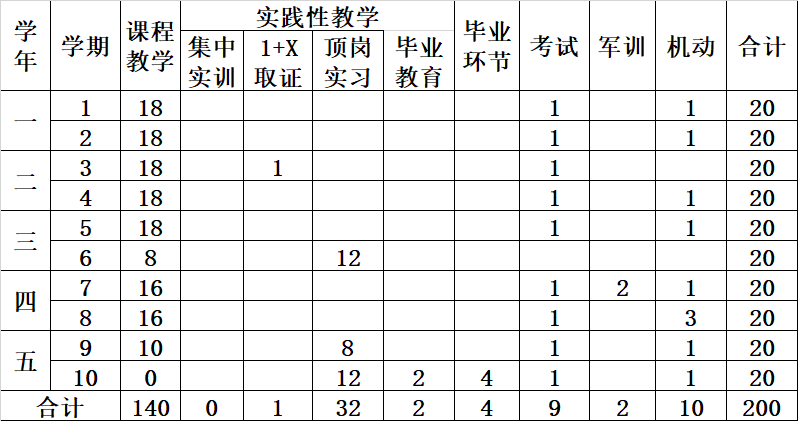 学年 学期 课程教学 实践性教学 毕业环节 考试 军训 机动 合计
集中实训 1+X取证 顶岗实习 毕业教育
一 1 18 1 1 20
2 18 1 1 20
二 3 18 1 1 20
4 18 1 1 20
三 5 18 1 1 20
6 8 12 20
四 7 16 1 2 1 20
8 16 1 3 20
五 9 10 8 1 1 20
10 0 12 2 4 1 1 20
合计 140 0 1 32 2 4 9 2 10 200